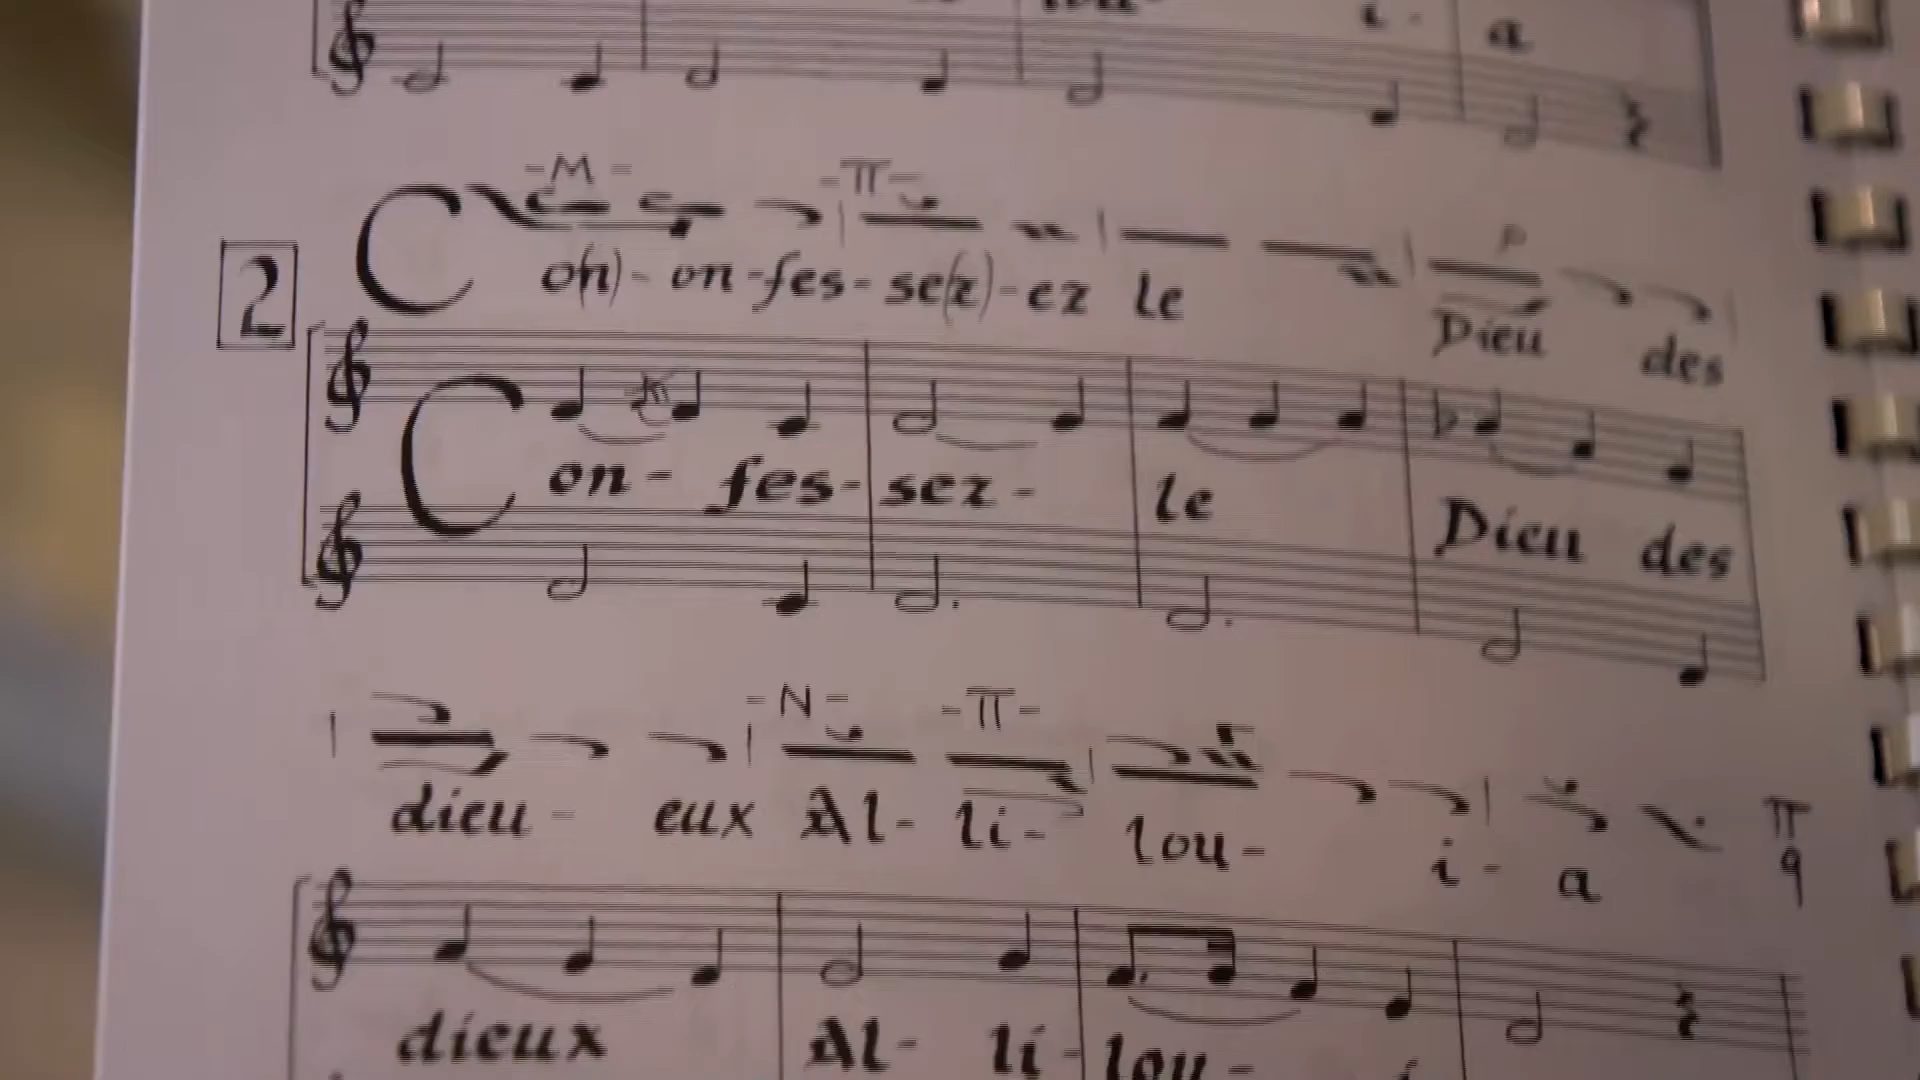 i - a
-M- -π-
2 Con(n) - on - fes - se(z) - ez le Dieu des
Con - fes - sez - le Dieu des
-N- -π-
dieu - eux Al - li - lou - i - a π q
dieux Al - li - lou -